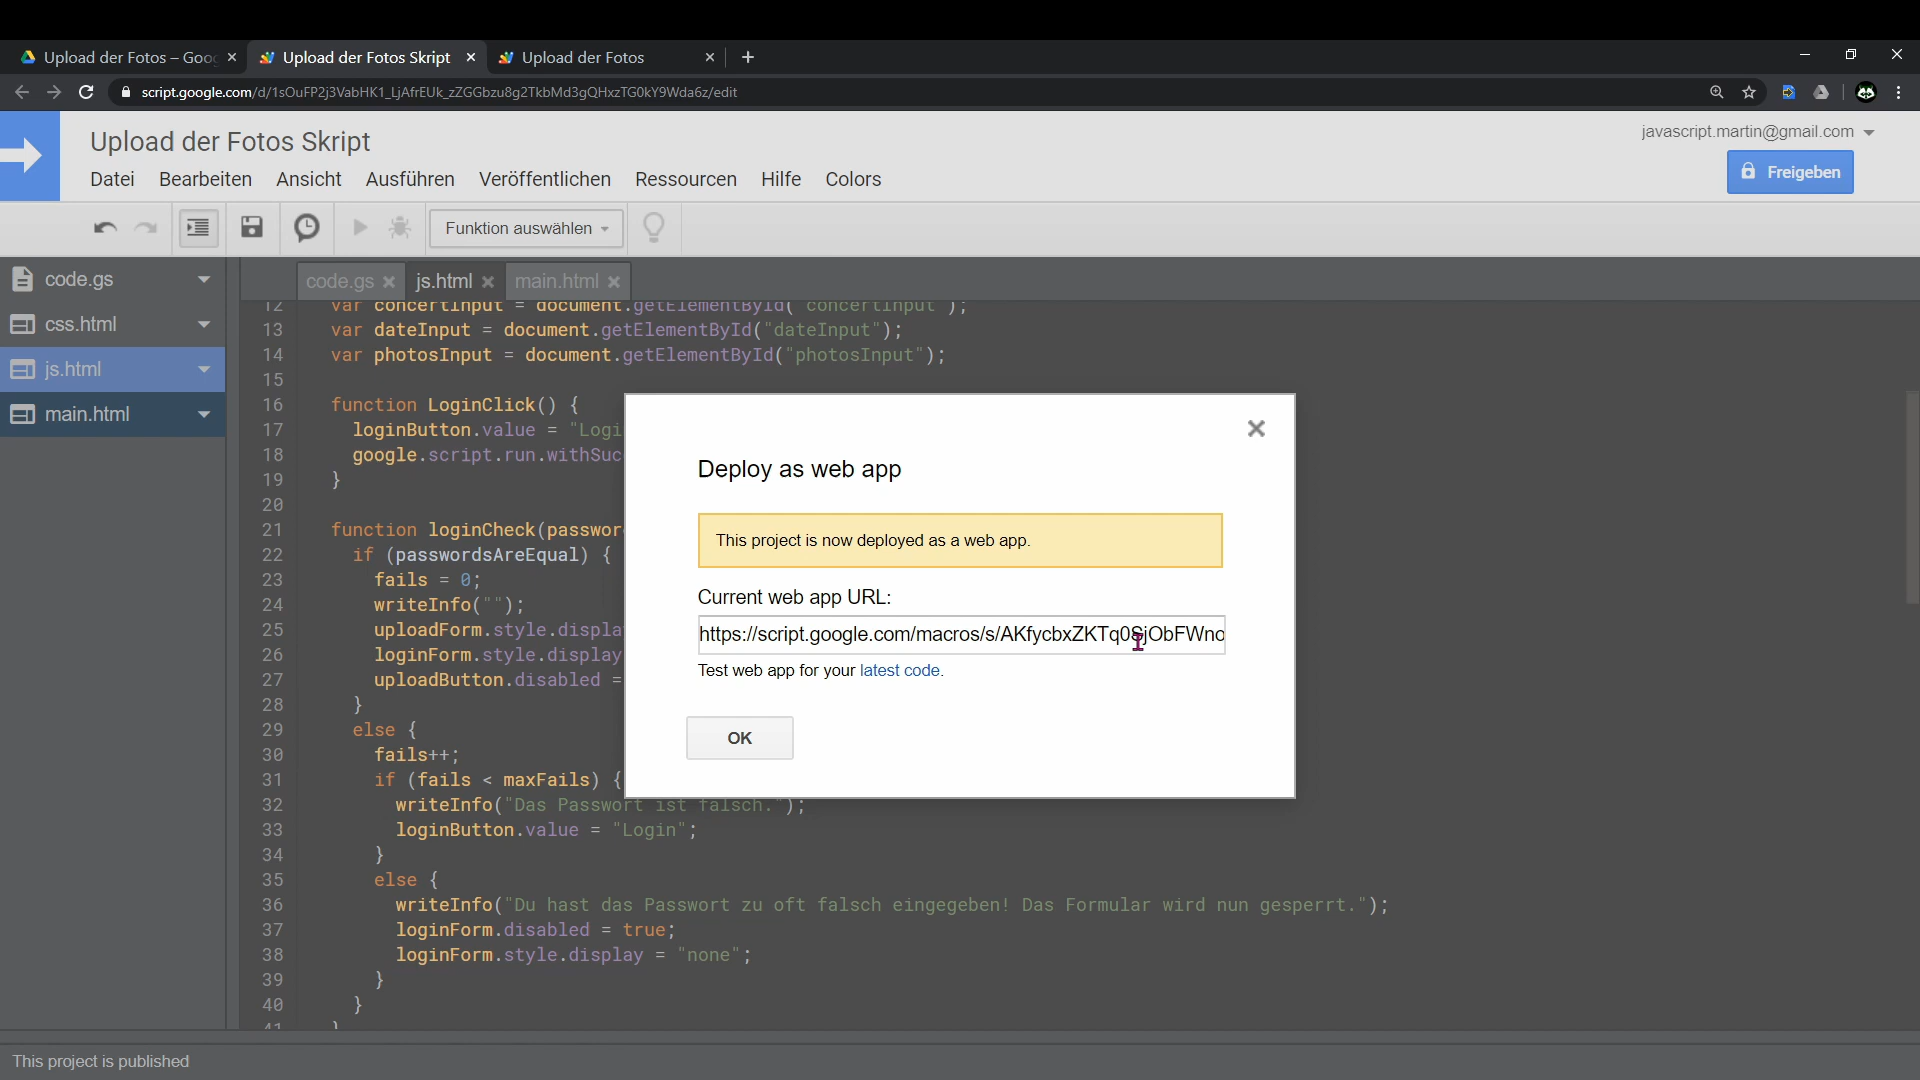 Upload der Fotos – Goog
Upload der Fotos Skript
Upload der Fotos
script.google.com/d/1sOuFP2j3VabHK1_LjAfrEUk_zZGGbzu8g2TkbMd3gQHxzTG0kY9Wda6z/edit
Upload der Fotos Skript
javascript.martin@gmail.com
Datei Bearbeiten Ansicht Ausführen Veröffentlichen Ressourcen Hilfe Colors
Freigeben
Funktion auswählen
code.gs
css.html
js.html
main.html
code.gs js.html main.html
12 var concertInput = document.getElementById("concertInput");
13 var dateInput = document.getElementById("dateInput");
14 var photosInput = document.getElementById("photosInput");
15
16 function LoginClick() {
17 loginButton.value = "Logi
18 google.script.run.withSuc
19 }
20
21 function loginCheck(passwor
22 if (passwordsAreEqual) {
23 fails = 0;
24 writeInfo("");
25 uploadForm.style.displa
26 loginForm.style.display
27 uploadButton.disabled =
28 }
29 else {
30 fails++;
31 if (fails < maxFails) {
32 writeInfo("Das Passwort ist falsch.");
33 loginButton.value = "Login";
34 }
35 else {
36 writeInfo("Du hast das Passwort zu oft falsch eingegeben! Das Formular wird nun gesperrt.");
37 loginForm.disabled = true;
38 loginForm.style.display = "none";
39 }
40 }
41 }
Deploy as web app
This project is now deployed as a web app.
Current web app URL:
https://script.google.com/macros/s/AKfycbxZKTq0SjObFWno
Test web app for your latest code.
OK
This project is published